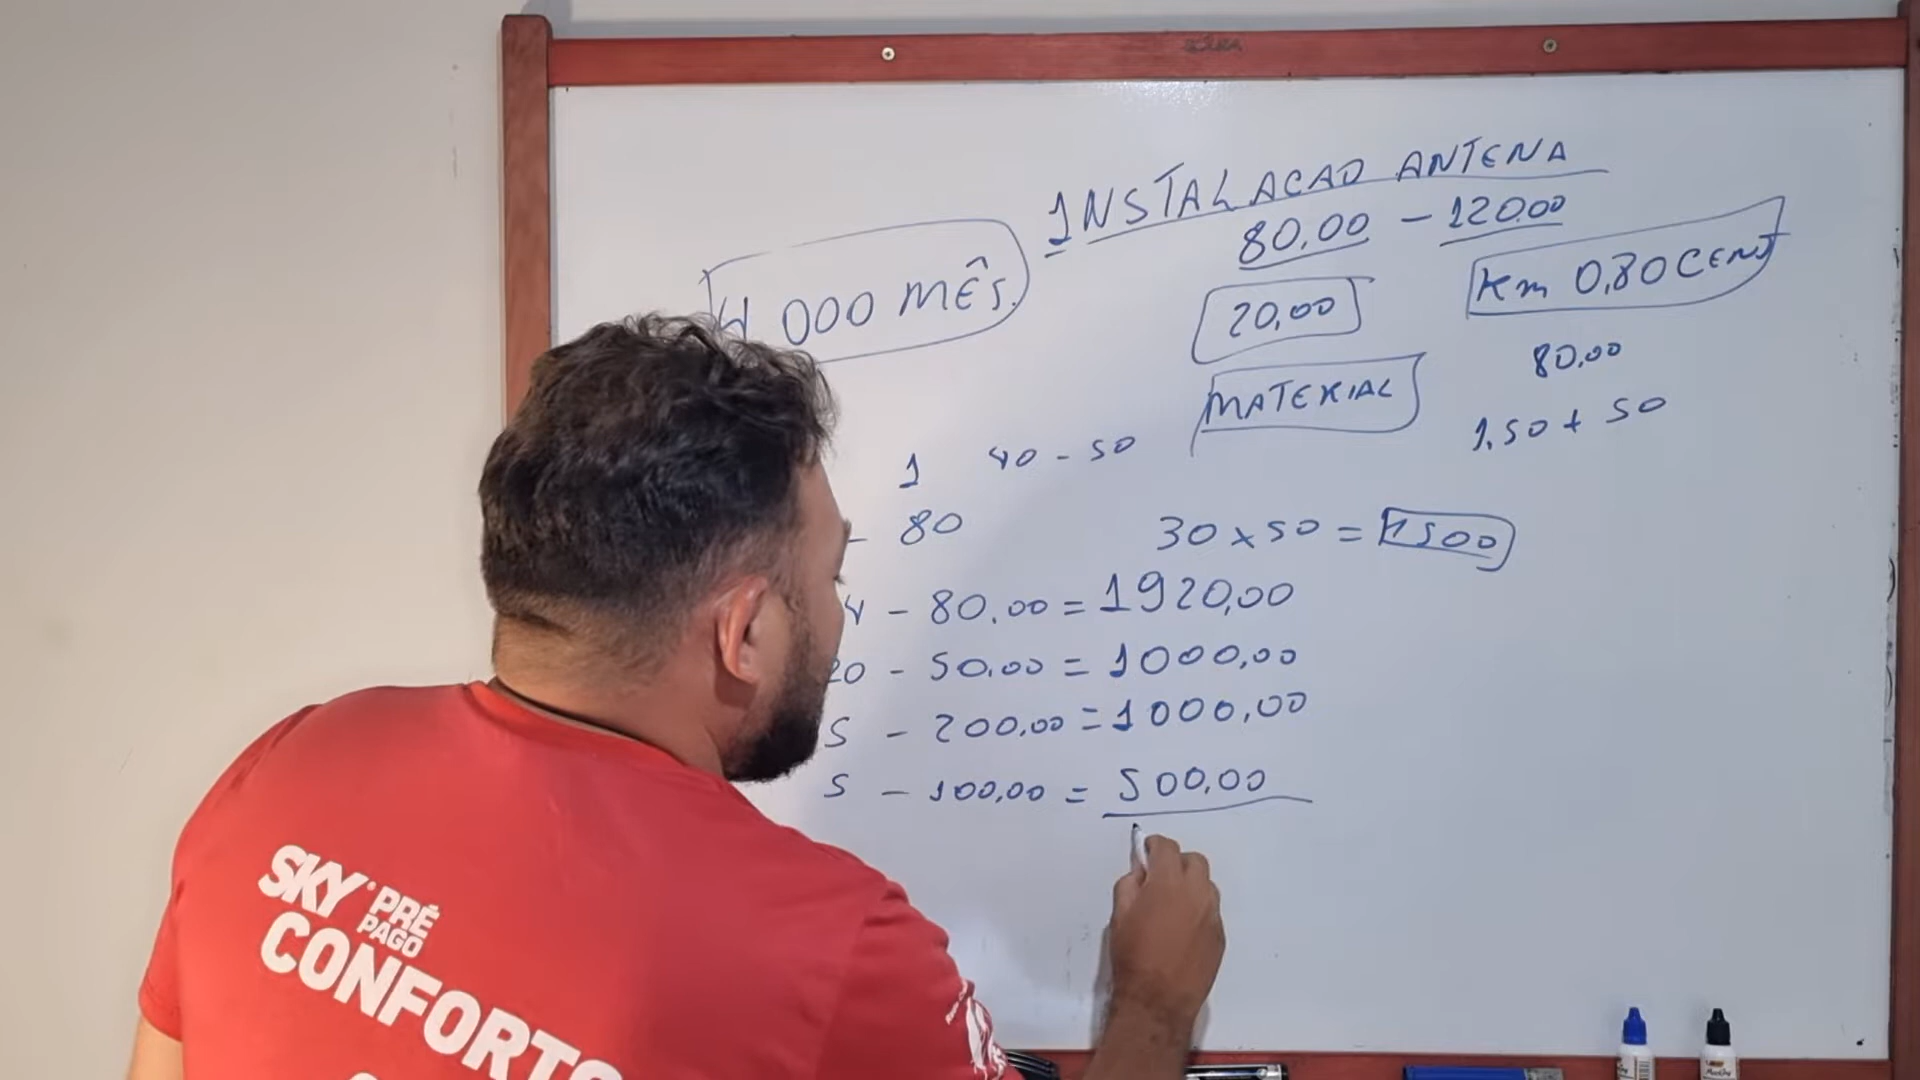 INSTALACAO ANTENA
80,00 - 120,00
4 000 MÊS.
Km 0,80 CENT
20,00
80,00
MATERIAL
1,50 + 50
1 40 - 50
- 80
30 x 50 = 1500
4 - 80,00 = 1920,00
20 - 50,00 = 1000,00
5 - 200,00 = 1000,00
5 - 100,00 = 500,00
SKY PRÉ PAGO
CONFORTO